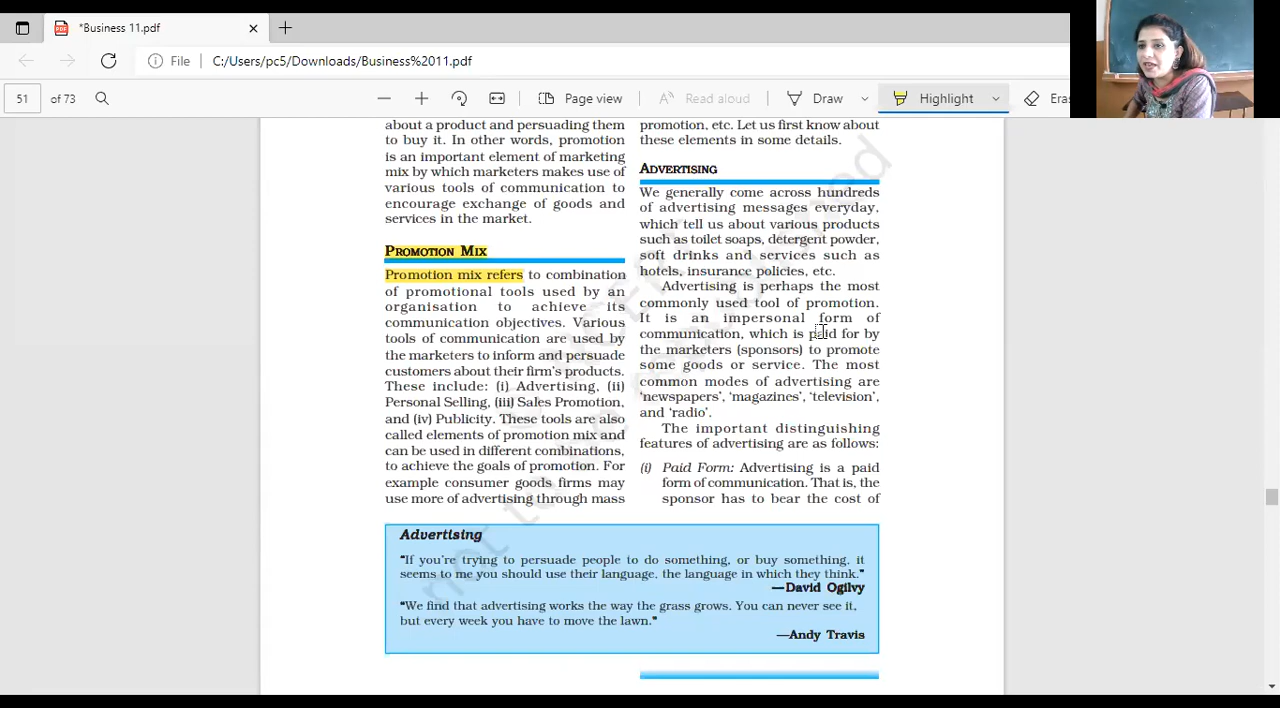 *Business 11.pdf
File
C:/Users/pc5/Downloads/Business%2011.pdf
51 of 73
Page view
Read aloud
Draw
Highlight
about a product and persuading them
to buy it. In other words, promotion
is an important element of marketing
mix by which marketers makes use of
various tools of communication to
encourage exchange of goods and
services in the market.
PROMOTION MIX
Promotion mix refers to combination
of promotional tools used by an
organisation to achieve its
communication objectives. Various
tools of communication are used by
the marketers to inform and persuade
customers about their firm's products.
These include: (i) Advertising, (ii)
Personal Selling, (iii) Sales Promotion,
and (iv) Publicity. These tools are also
called elements of promotion mix and
can be used in different combinations,
to achieve the goals of promotion. For
example consumer goods firms may
use more of advertising through mass
promotion, etc. Let us first know about
these elements in some details.
ADVERTISING
We generally come across hundreds
of advertising messages everyday,
which tell us about various products
such as toilet soaps, detergent powder,
soft drinks and services such as
hotels, insurance policies, etc.
Advertising is perhaps the most
commonly used tool of promotion.
It is an impersonal form of
communication, which is paid for by
the marketers (sponsors) to promote
some goods or service. The most
common modes of advertising are
'newspapers', 'magazines', 'television',
and 'radio'.
The important distinguishing
features of advertising are as follows:
(i) Paid Form: Advertising is a paid
form of communication. That is, the
sponsor has to bear the cost of
Advertising
"If you're trying to persuade people to do something, or buy something, it
seems to me you should use their language, the language in which they think."
—David Ogilvy
"We find that advertising works the way the grass grows. You can never see it,
but every week you have to move the lawn."
—Andy Travis